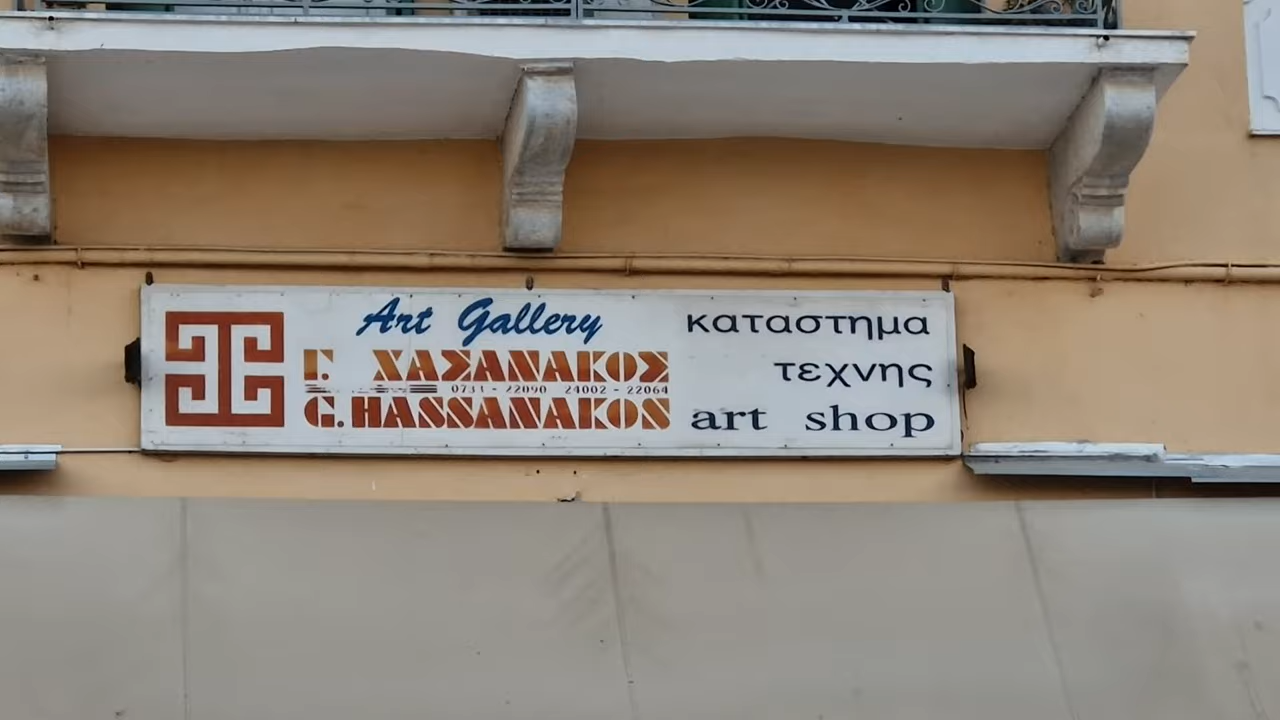 Art Gallery
Γ. ΧΑΣΑΝΑΚΟΣ
0731 - 22090 24002 - 22064
G. HASSANAKOS
καταστημα
τεχνης
art shop